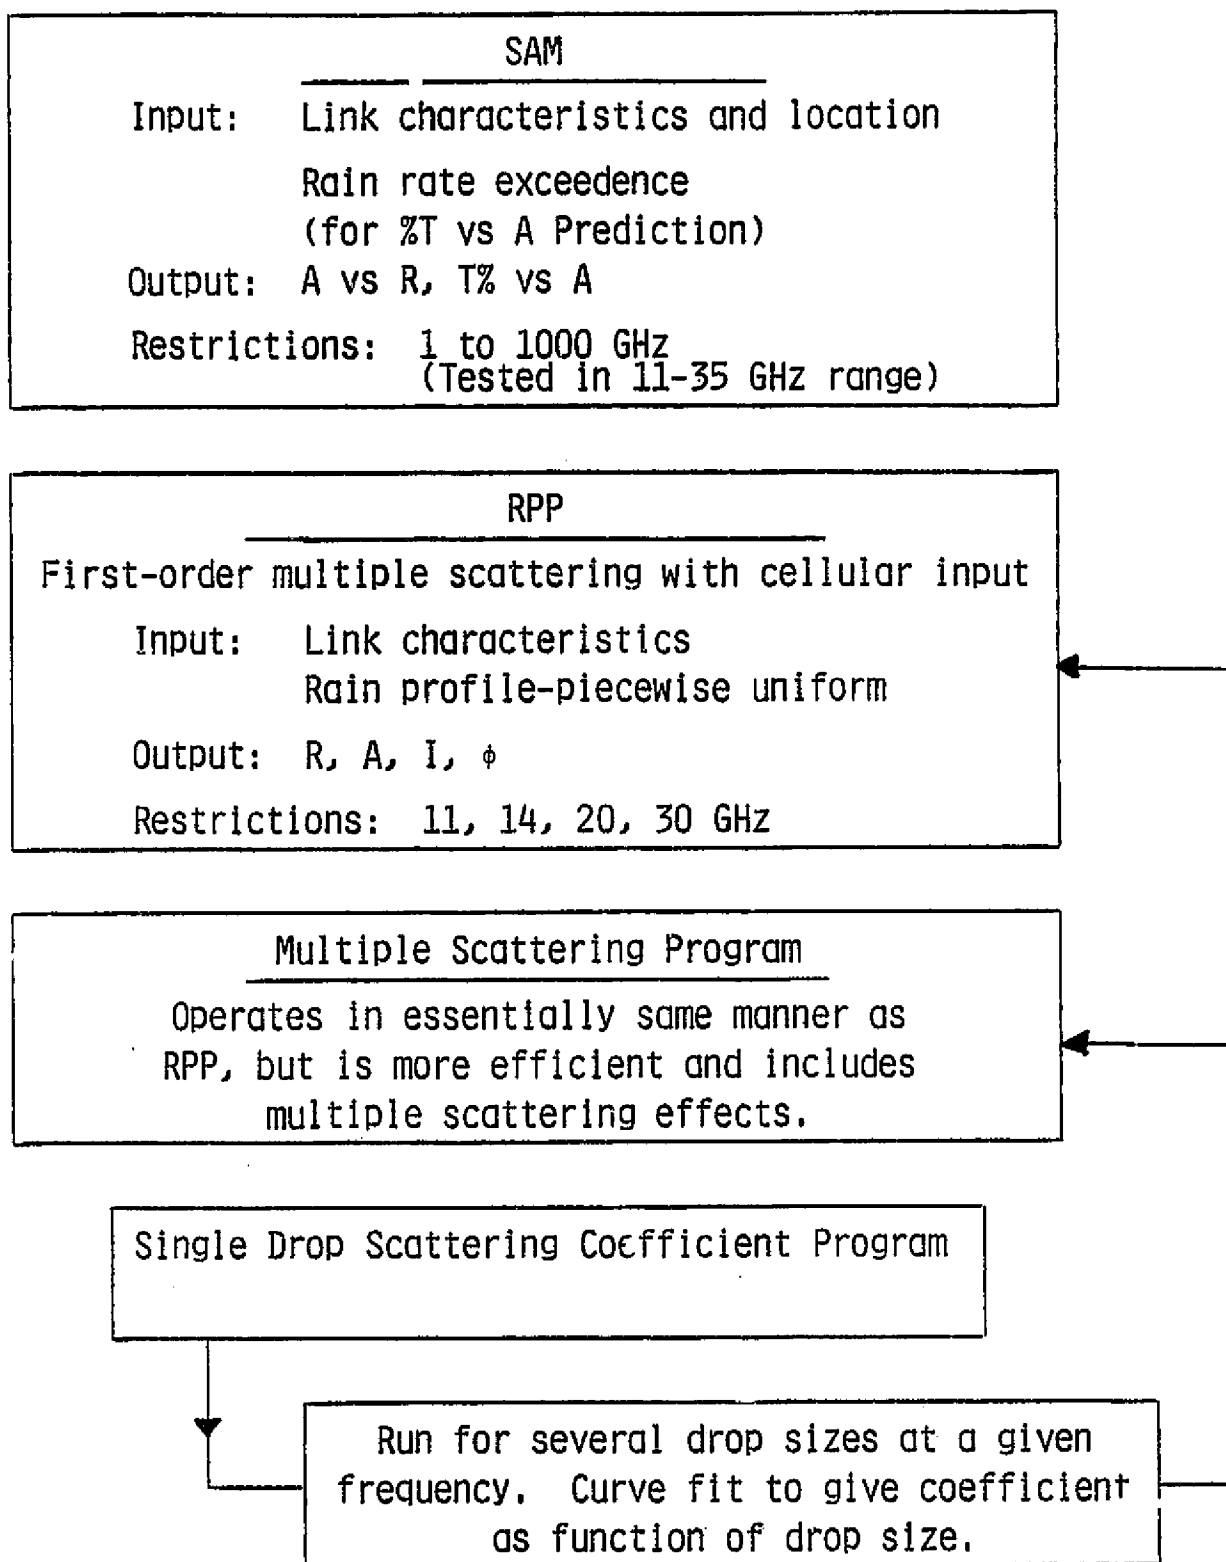 SAM
Input: Link characteristics and location
Rain rate exceedence
(for %T vs A Prediction)
Output: A vs R, T% vs A
Restrictions: 1 to 1000 GHz
(Tested in 11-35 GHz range)
RPP
First-order multiple scattering with cellular input
Input: Link characteristics
Rain profile-piecewise uniform
Output: R, A, I, ϕ
Restrictions: 11, 14, 20, 30 GHz
Multiple Scattering Program
Operates in essentially same manner as
RPP, but is more efficient and includes
multiple scattering effects.
Single Drop Scattering Coefficient Program
Run for several drop sizes at a given
frequency. Curve fit to give coefficient
as function of drop size.